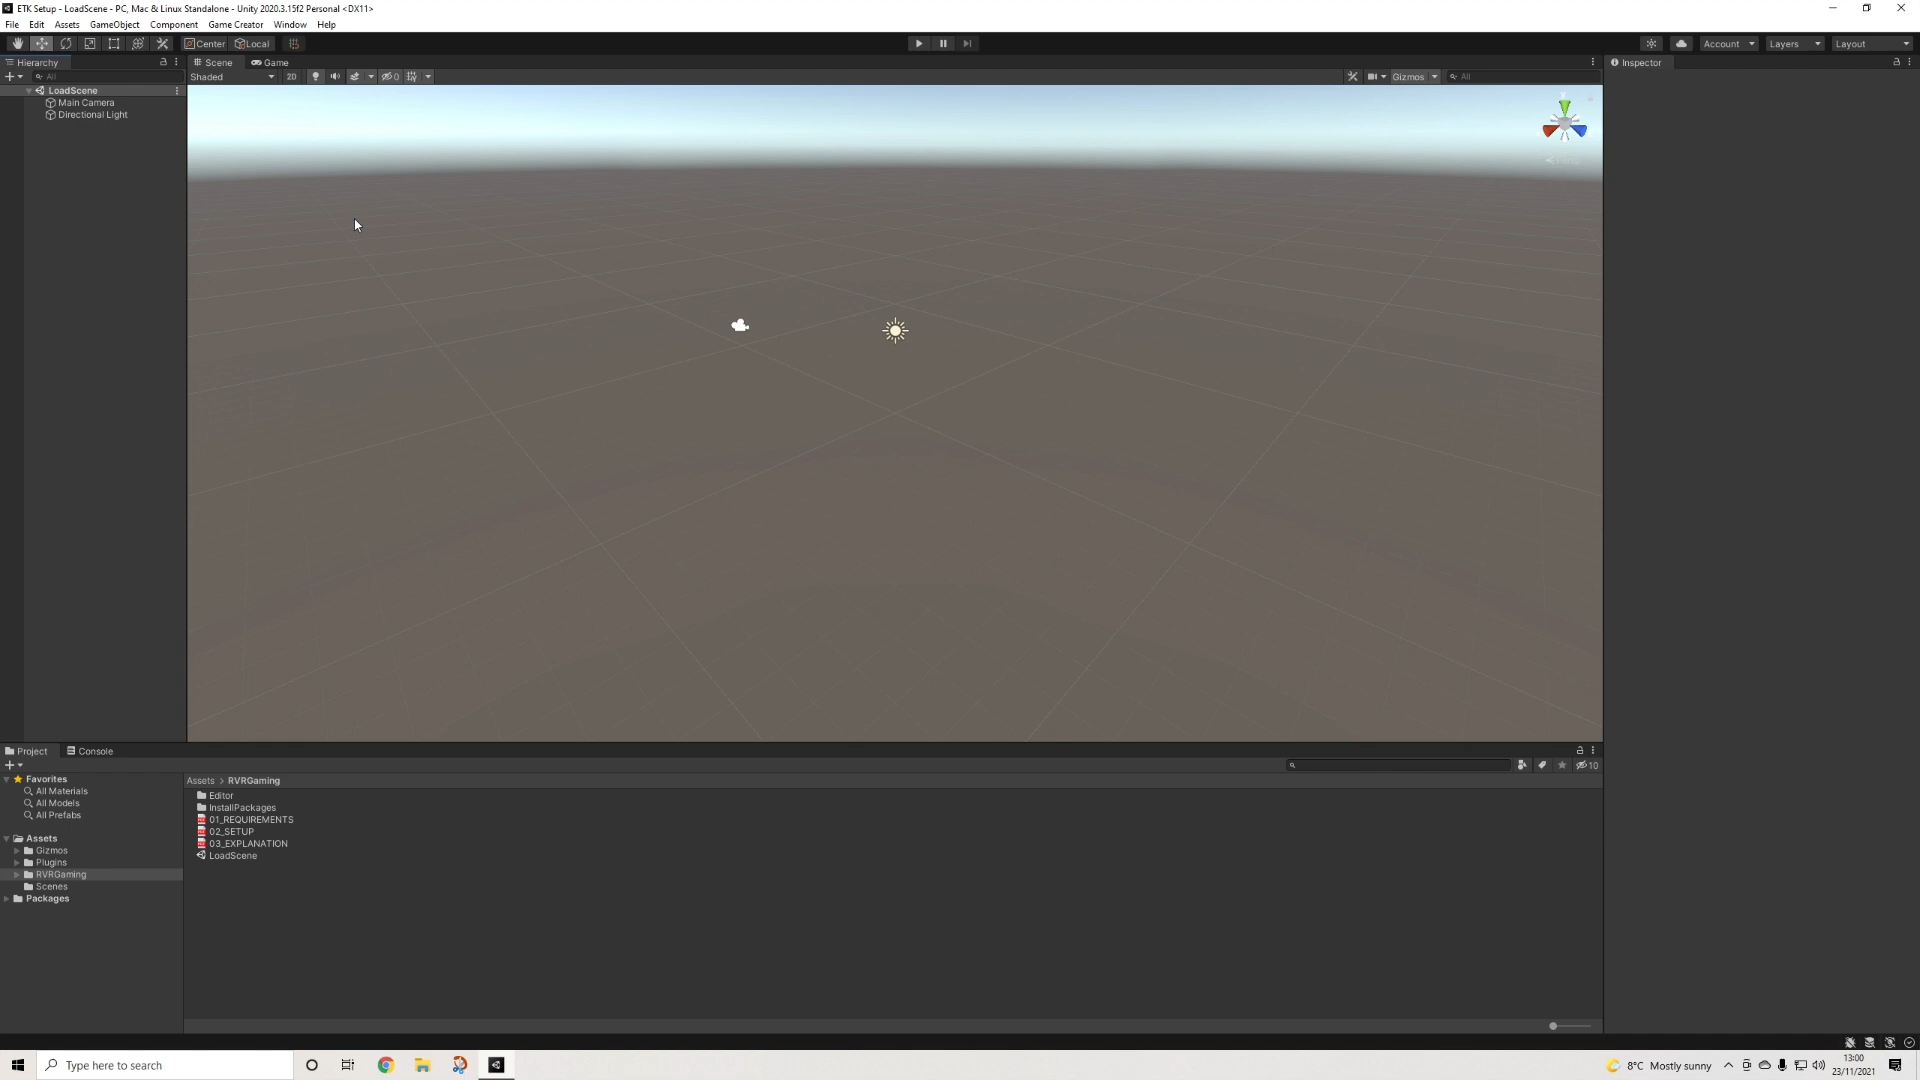 ETK Setup - LoadScene - PC, Mac & Linux Standalone - Unity 2020.3.15f2 Personal <DX11>
File Edit Assets GameObject Component Game Creator Window Help
Center Local Account Layers Layout
Hierarchy Scene Game Inspector
All Shaded 2D 0 Gizmos All
LoadScene
Main Camera
Directional Light
Project Console
10
Favorites
All Materials
All Models
All Prefabs
Assets
Gizmos
Plugins
RVRGaming
Scenes
Packages
Assets > RVRGaming
Editor
InstallPackages
01_REQUIREMENTS
02_SETUP
03_EXPLANATION
LoadScene
Type here to search
8°C Mostly sunny
13:00
23/11/2021